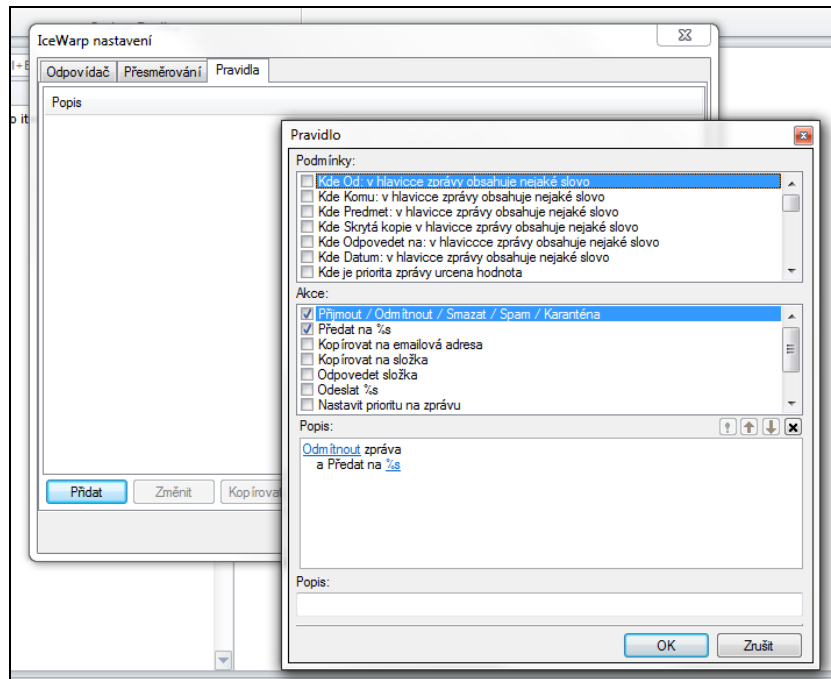 IceWarp nastavení
Odpovídač Přesměrování Pravidla
Popis
Přidat Změnit Kopírovat
Pravidlo
Podmínky:
Kde Od: v hlavicce zprávy obsahuje nejaké slovo
Kde Komu: v hlavicce zprávy obsahuje nejaké slovo
Kde Predmet: v hlavicce zprávy obsahuje nejaké slovo
Kde Skrytá kopie v hlavicce zprávy obsahuje nejaké slovo
Kde Odpovedet na: v hlaviccce zprávy obsahuje nejaké slovo
Kde Datum: v hlavicce zprávy obsahuje nejaké slovo
Kde je priorita zprávy urcena hodnota
Akce:
Přijmout / Odmítnout / Smazat / Spam / Karanténa
Předat na %s
Kopírovat na emailová adresa
Kopírovat na složka
Odpovedet složka
Odeslat %s
Nastavit prioritu na zprávu
Popis:
Odmítnout zpráva
a Předat na %s
Popis:
OK Zrušit